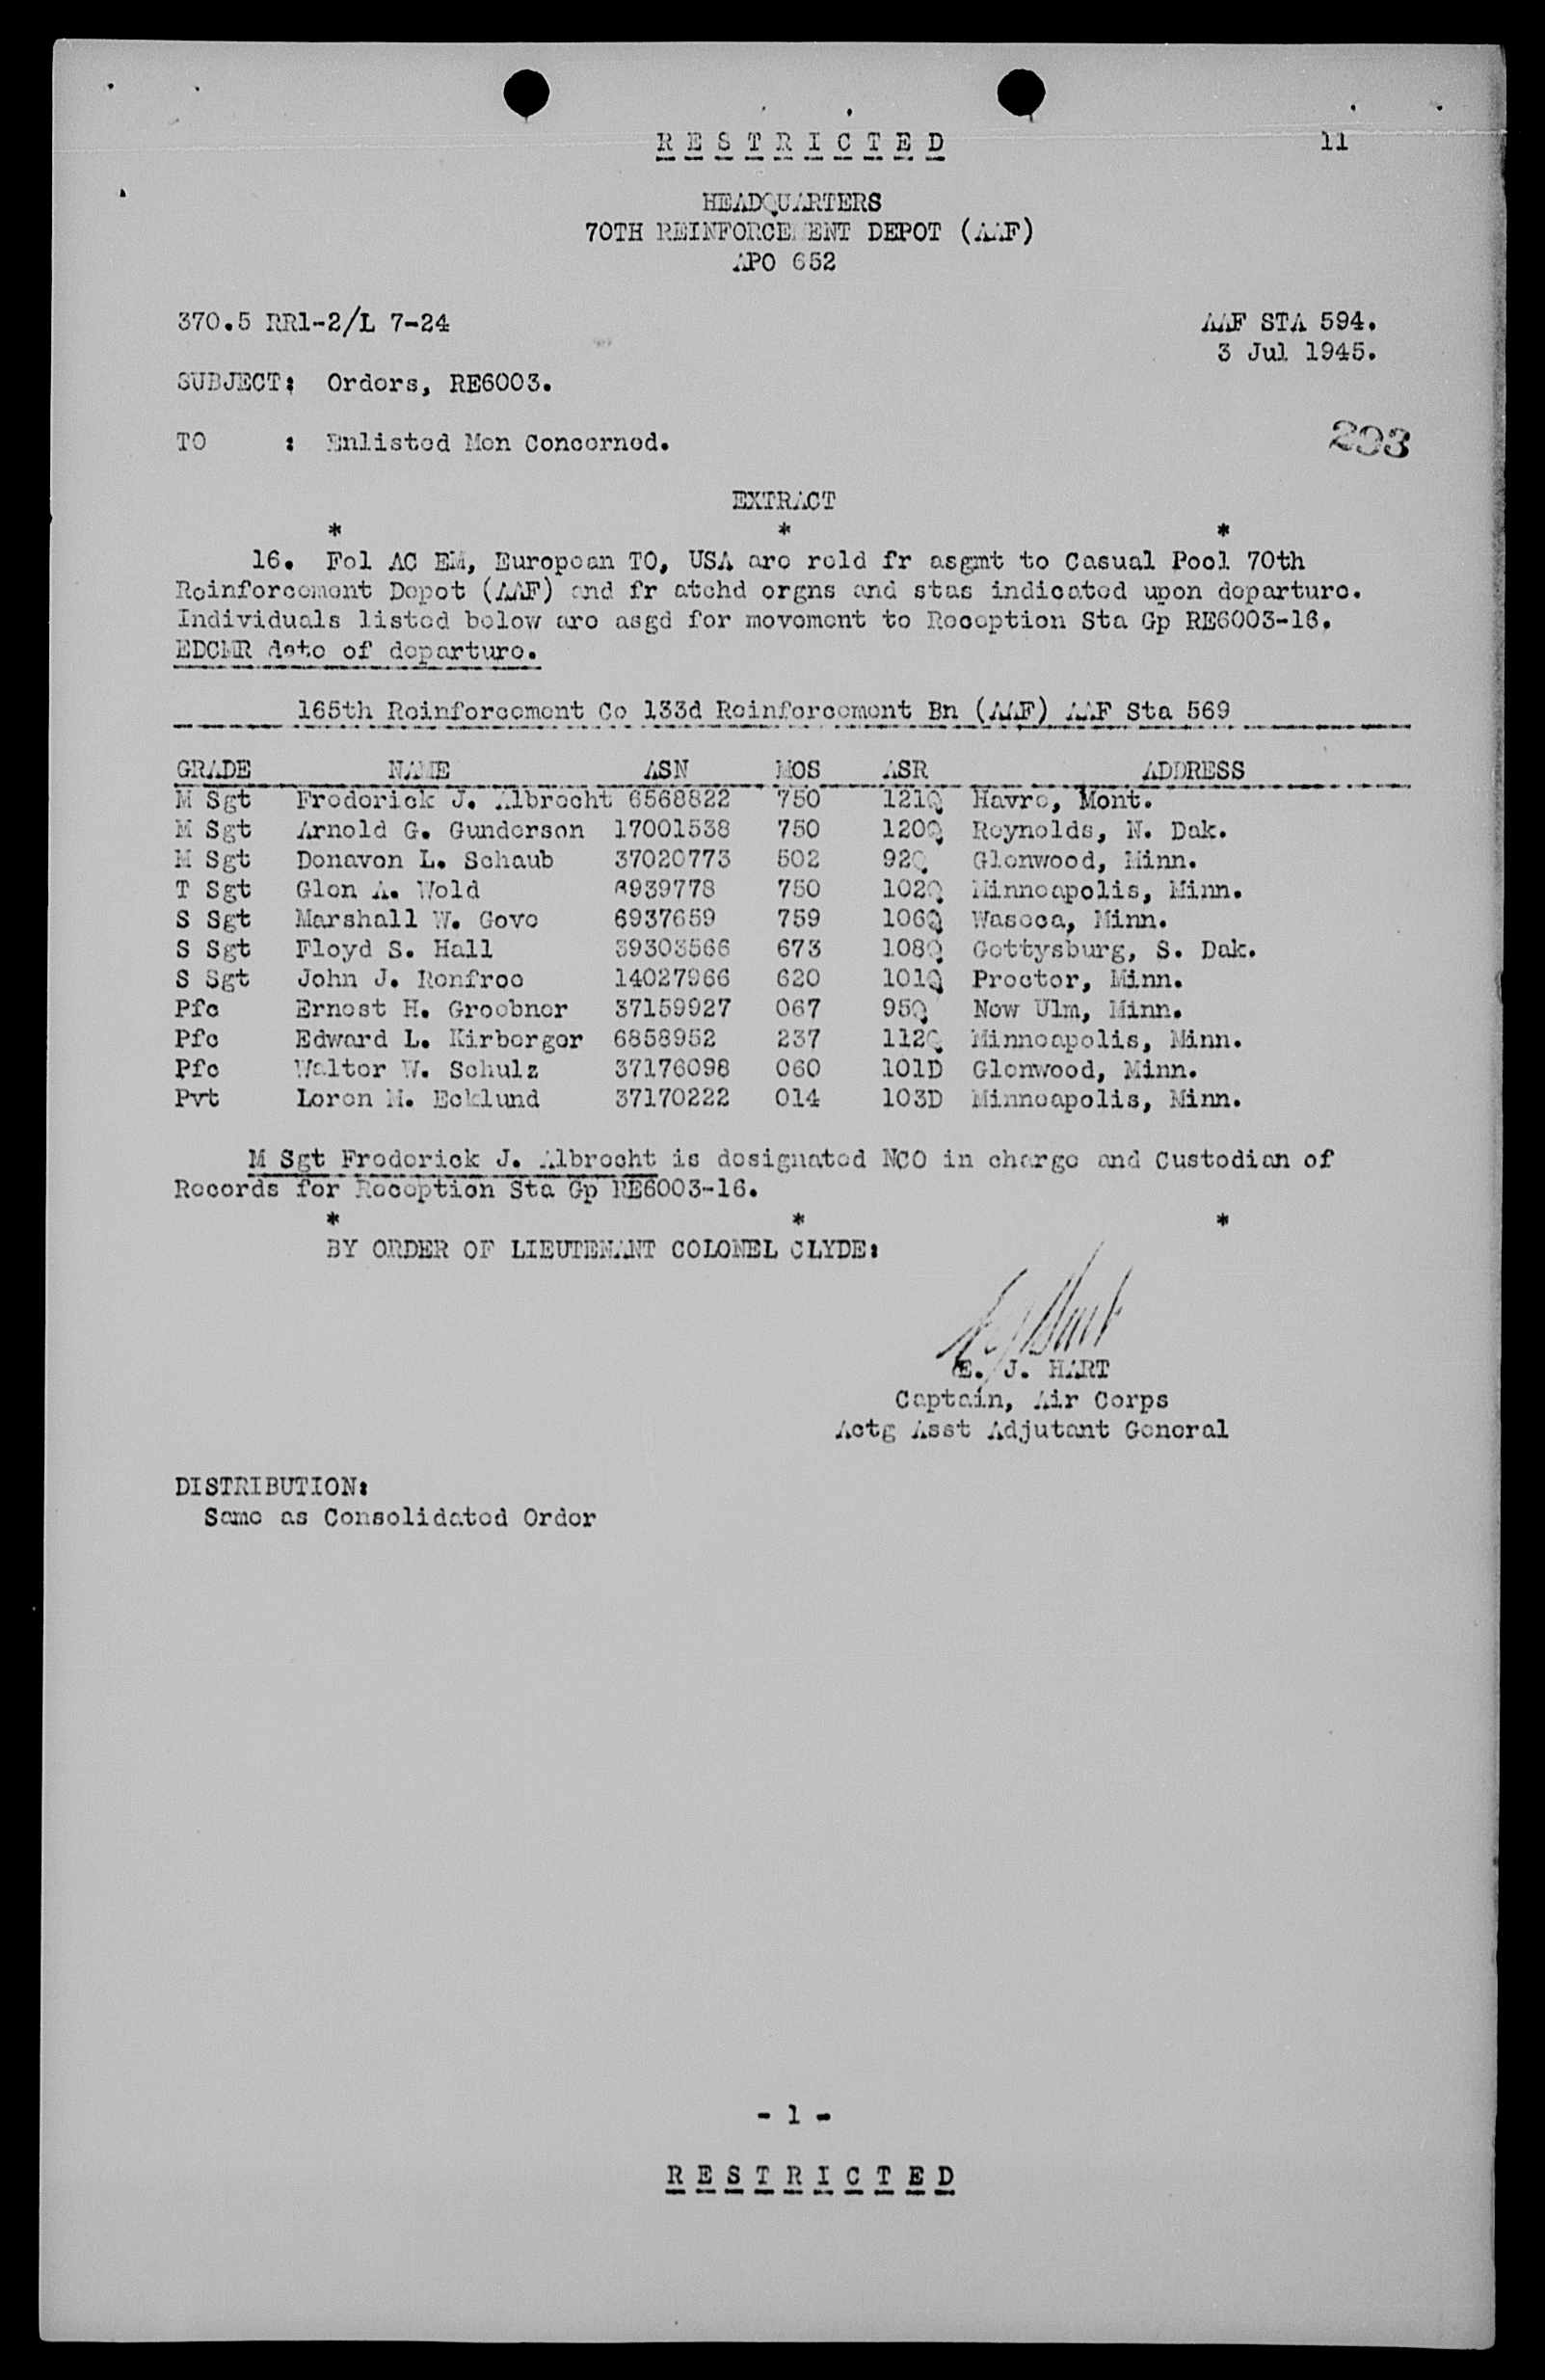 R E S T R I C T E D 11
HEADQUARTERS
70TH REINFORCEMENT DEPOT (AAF)
APO 652
370.5 RR1-2/L 7-24 AAF STA 594.
3 Jul 1945.
SUBJECT: Orders, RE6003.
TO : Enlisted Men Concerned.
293
EXTRACT
* * *
16. Fol AC EM, European TO, USA are reld fr asgmt to Casual Pool 70th
Reinforcement Depot (AAF) and fr atchd orgns and stas indicated upon departure.
Individuals listed below are asgd for movement to Reception Sta Gp RE6003-16.
EDCMR date of departure.
165th Reinforcement Co 133d Reinforcement Bn (AAF) AAF Sta 569
GRADE NAME ASN MOS ASR ADDRESS
M Sgt Frederick J. Albrecht 6568822 750 121Q Havre, Mont.
M Sgt Arnold G. Gunderson 17001538 750 120Q Reynolds, N. Dak.
M Sgt Donavon L. Schaub 37020773 502 92Q Glenwood, Minn.
T Sgt Glen A. Wold 6939778 750 102Q Minneapolis, Minn.
S Sgt Marshall W. Gove 6937659 759 106Q Waseca, Minn.
S Sgt Floyd S. Hall 39303566 673 108Q Gettysburg, S. Dak.
S Sgt John J. Renfroe 14027966 620 101Q Proctor, Minn.
Pfc Ernest H. Groebner 37159927 067 95Q New Ulm, Minn.
Pfc Edward L. Kirberger 6858952 237 112Q Minneapolis, Minn.
Pfc Walter W. Schulz 37176098 060 101D Glenwood, Minn.
Pvt Loren M. Ecklund 37170222 014 103D Minneapolis, Minn.
M Sgt Frederick J. Albrecht is designated NCO in charge and Custodian of
Records for Reception Sta Gp RE6003-16.
* * *
BY ORDER OF LIEUTENANT COLONEL CLYDE:
E. J. HART
Captain, Air Corps
Actg Asst Adjutant General
DISTRIBUTION:
Same as Consolidated Order
- 1 -
R E S T R I C T E D